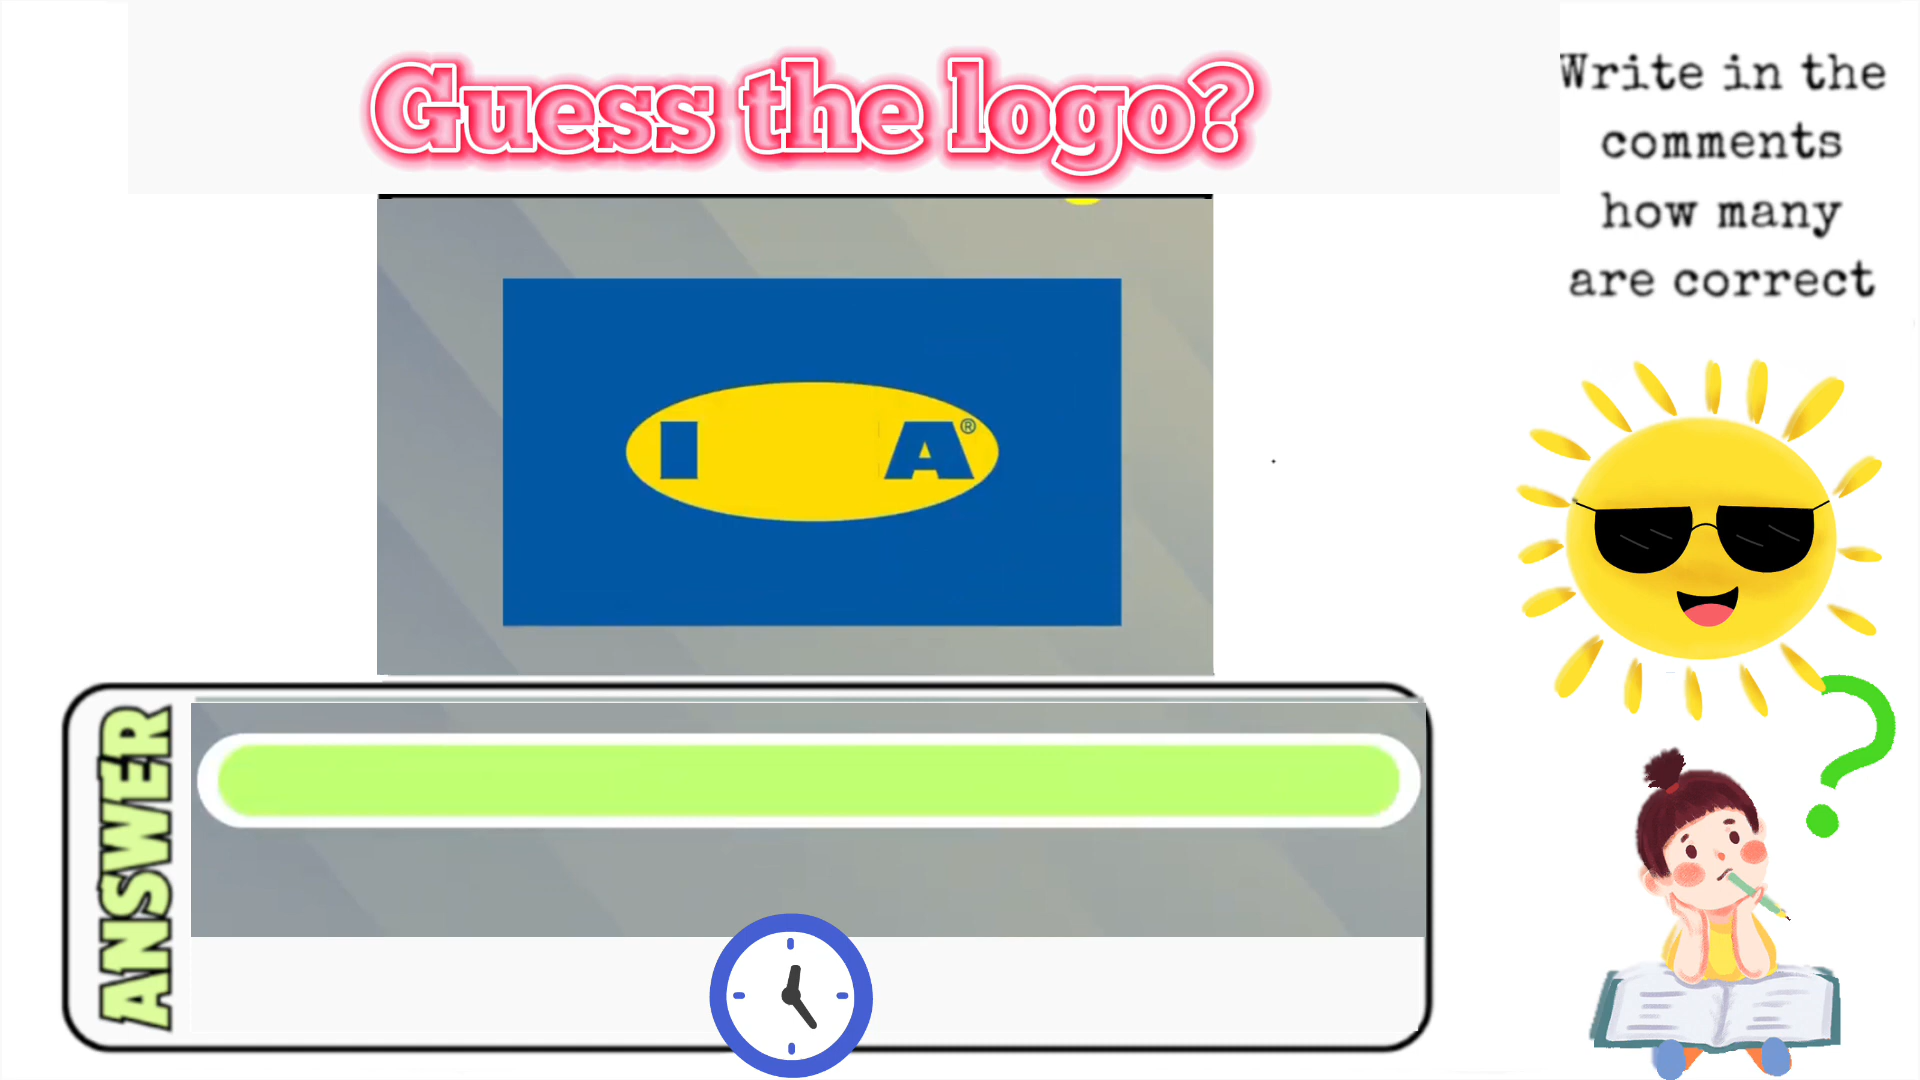 Guess the logo?
Write in the
comments
how many
are correct
I A®
ANSWER